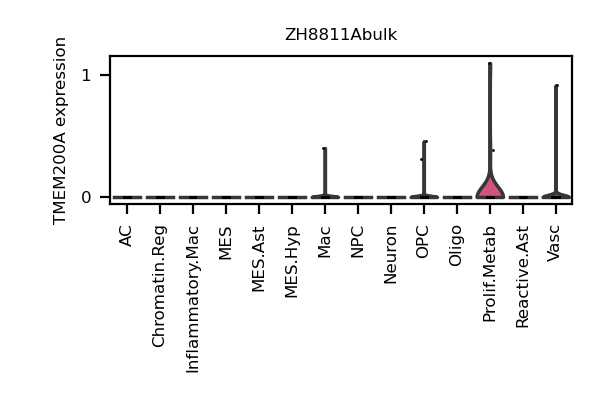 ZH8811Abulk
TMEM200A expression
1
0
AC
Chromatin.Reg
Inflammatory.Mac
MES
MES.Ast
MES.Hyp
Mac
NPC
Neuron
OPC
Oligo
Prolif.Metab
Reactive.Ast
Vasc